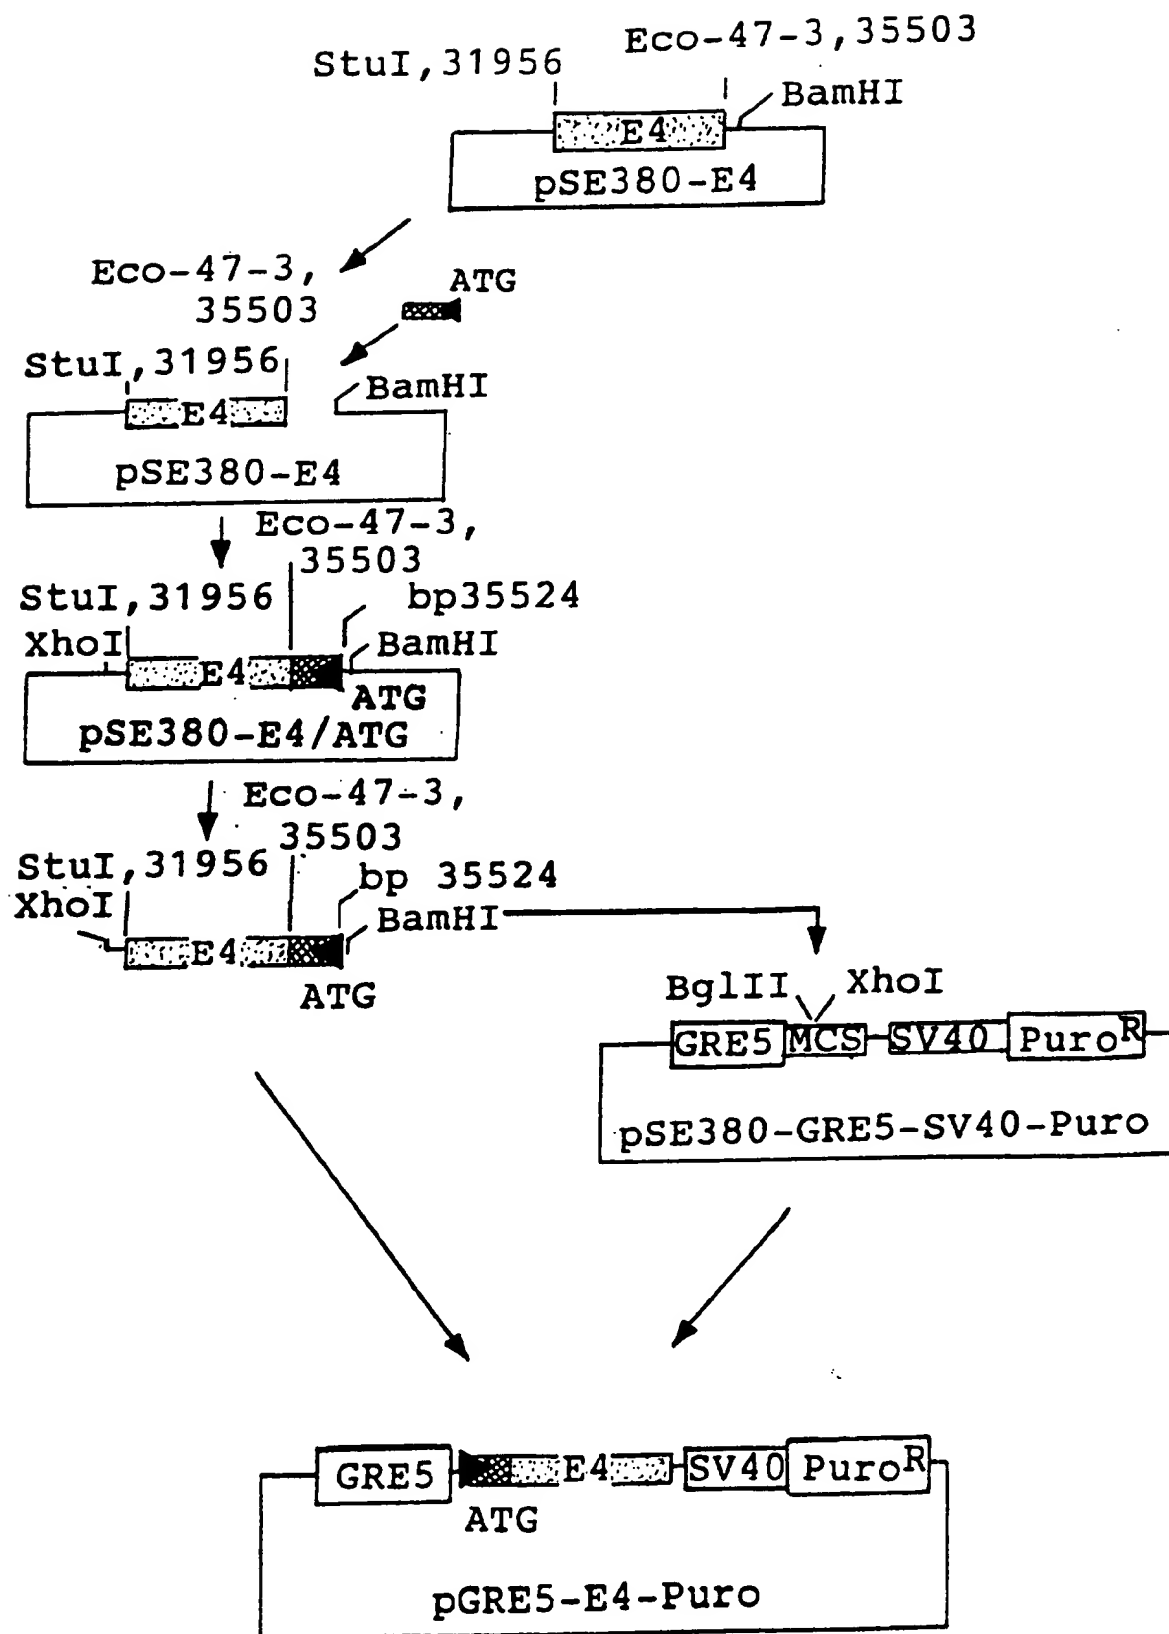 StuI,31956
Eco-47-3,35503
BamHI
E4
pSE380-E4
Eco-47-3,
35503
ATG
StuI,31956
BamHI
E4
pSE380-E4
Eco-47-3,
35503
StuI,31956
bp35524
XhoI
BamHI
E4
ATG
pSE380-E4/ATG
Eco-47-3,
35503
StuI,31956
bp 35524
XhoI
BamHI
E4
ATG
BglII
XhoI
GRE5
MCS
SV40
Puro^R
pSE380-GRE5-SV40-Puro
GRE5
E4
SV40
Puro^R
ATG
pGRE5-E4-Puro